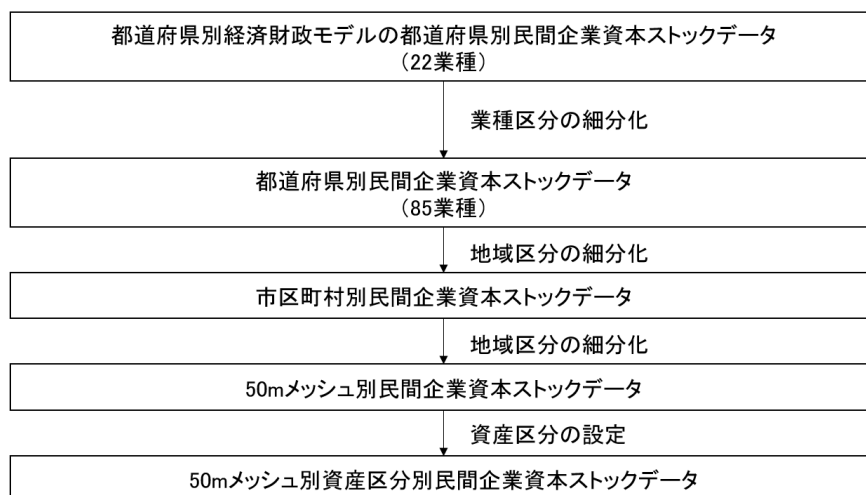 都道府県別経済財政モデルの都道府県別民間企業資本ストックデータ
（22業種）
業種区分の細分化
都道府県別民間企業資本ストックデータ
（85業種）
地域区分の細分化
市区町村別民間企業資本ストックデータ
地域区分の細分化
50mメッシュ別民間企業資本ストックデータ
資産区分の設定
50mメッシュ別資産区分別民間企業資本ストックデータ